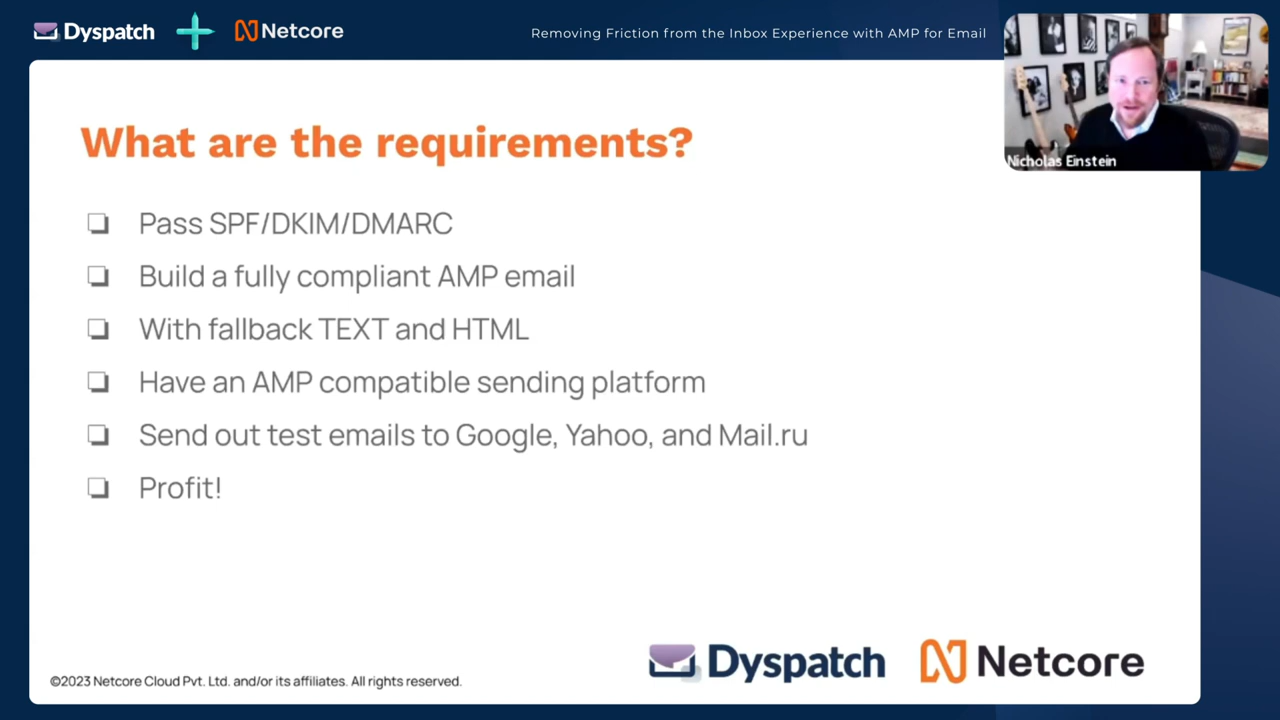 Dyspatch Netcore Removing Friction from the Inbox Experience with AMP for Email
Nicholas Einstein
What are the requirements?
Pass SPF/DKIM/DMARC
Build a fully compliant AMP email
With fallback TEXT and HTML
Have an AMP compatible sending platform
Send out test emails to Google, Yahoo, and Mail.ru
Profit!
Dyspatch Netcore
©2023 Netcore Cloud Pvt. Ltd. and/or its affiliates. All rights reserved.